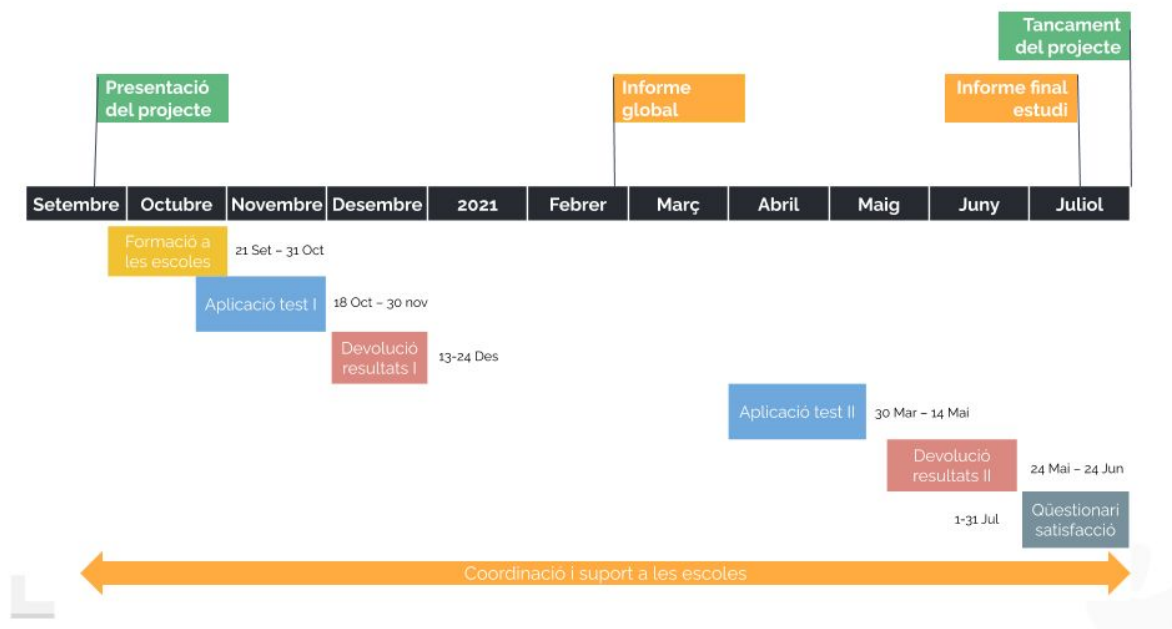 Tancament
del projecte
Presentació
del projecte
Informe
global
Informe final
estudi
Setembre Octubre Novembre Desembre 2021 Febrer Març Abril Maig Juny Juliol
Formació a
les escoles
21 Set – 31 Oct
Aplicació test I
18 Oct – 30 nov
Devolució
resultats I
13-24 Des
Aplicació test II
30 Mar – 14 Mai
Devolució
resultats II
24 Mai – 24 Jun
1-31 Jul
Qüestionari
satisfacció
Coordinació i suport a les escoles